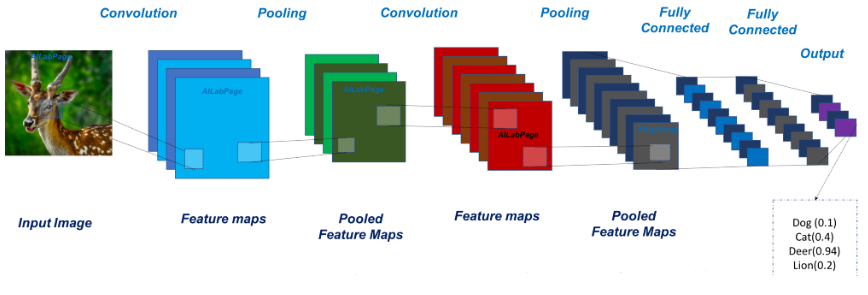 Convolution
Pooling
Convolution
Pooling
Fully
Connected
Fully
Connected
Output
AILabPage
AILabPage
AILabPage
AILabPage
Input Image
Feature maps
Pooled
Feature Maps
Feature maps
Pooled
Feature Maps
Dog (0.1)
Cat(0.4)
Deer(0.94)
Lion(0.2)